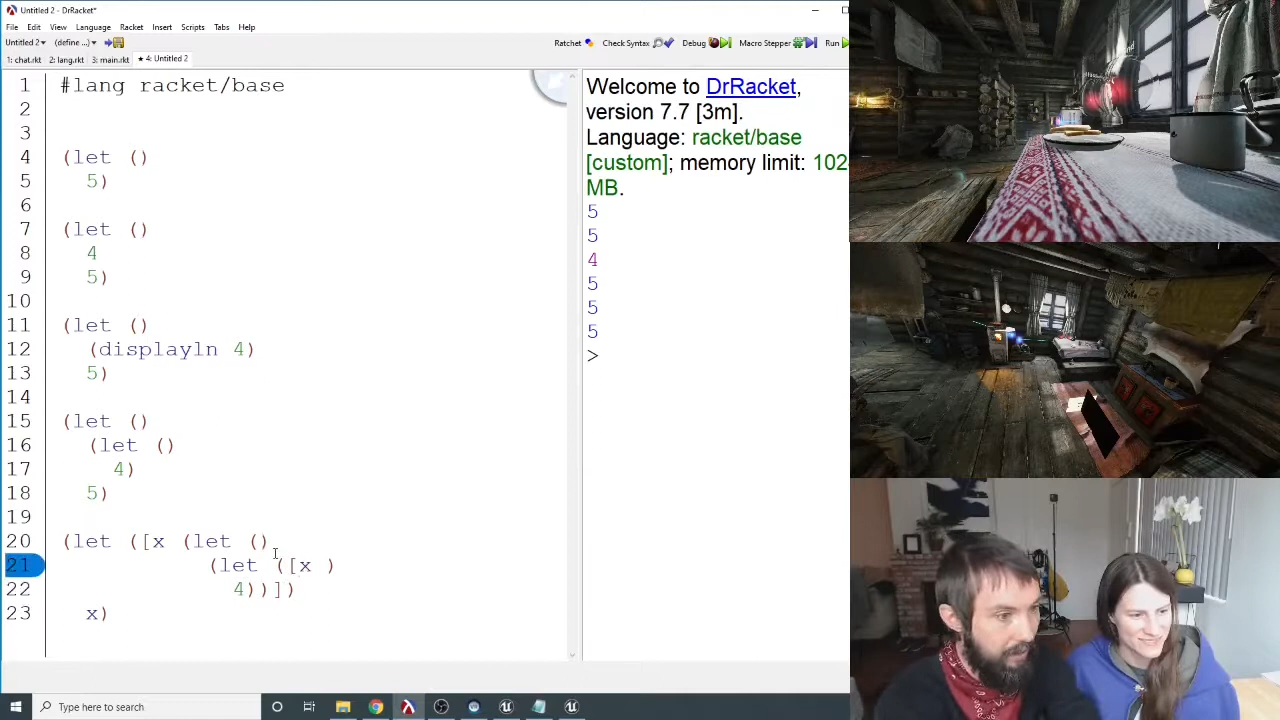 Untitled 2 - DrRacket*
File Edit View Language Racket Insert Scripts Tabs Help
Untitled 2 (define ...) Ratchet Check Syntax Debug Macro Stepper Run
1: chat.rkt 2: lang.rkt 3: main.rkt ★ 4: Untitled 2
1 #lang racket/base
2
3
4 (let ()
5 5)
6
7 (let ()
8 4
9 5)
10
11 (let ()
12 (displayln 4)
13 5)
14
15 (let ()
16 (let ()
17 4)
18 5)
19
20 (let ([x (let ()
21 (let ([x )
22 4))])
23 x)
Welcome to DrRacket,
version 7.7 [3m].
Language: racket/base
[custom]; memory limit: 102
MB.
5
5
4
5
5
5
>
Type here to search